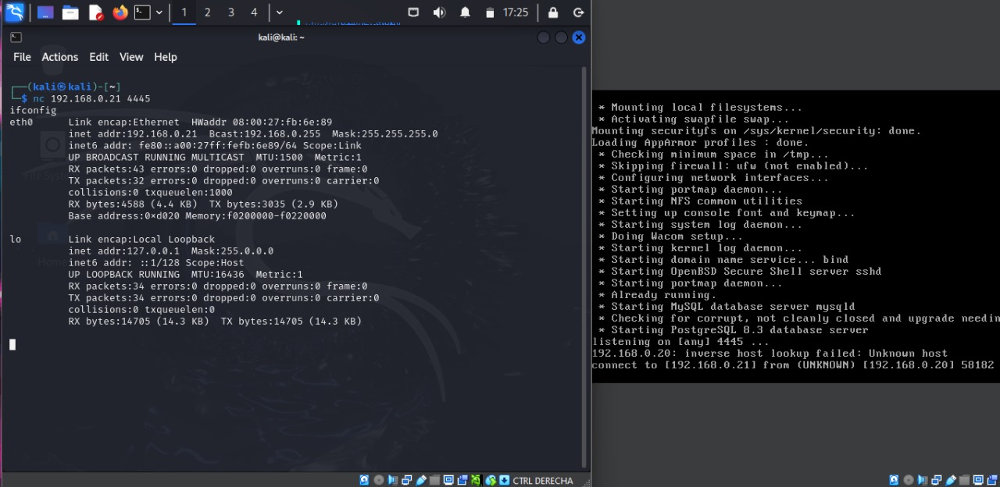 1 2 3 4 17:25
kali@kali: ~
File Actions Edit View Help
┌──(kali㉿kali)-[~]
└─$ nc 192.168.0.21 4445
ifconfig
eth0 Link encap:Ethernet HWaddr 08:00:27:fb:6e:89
inet addr:192.168.0.21 Bcast:192.168.0.255 Mask:255.255.255.0
inet6 addr: fe80::a00:27ff:fefb:6e89/64 Scope:Link
UP BROADCAST RUNNING MULTICAST MTU:1500 Metric:1
RX packets:43 errors:0 dropped:0 overruns:0 frame:0
TX packets:32 errors:0 dropped:0 overruns:0 carrier:0
collisions:0 txqueuelen:1000
RX bytes:4588 (4.4 KB) TX bytes:3035 (2.9 KB)
Base address:0×d020 Memory:f0200000-f0220000
lo Link encap:Local Loopback
inet addr:127.0.0.1 Mask:255.0.0.0
inet6 addr: ::1/128 Scope:Host
UP LOOPBACK RUNNING MTU:16436 Metric:1
RX packets:34 errors:0 dropped:0 overruns:0 frame:0
TX packets:34 errors:0 dropped:0 overruns:0 carrier:0
collisions:0 txqueuelen:0
RX bytes:14705 (14.3 KB) TX bytes:14705 (14.3 KB)
File System
Home
CTRL DERECHA
* Mounting local filesystems...
* Activating swapfile swap...
Mounting securityfs on /sys/kernel/security: done.
Loading AppArmor profiles : done.
* Checking minimum space in /tmp...
* Skipping firewall: ufw (not enabled)...
* Configuring network interfaces...
* Starting portmap daemon...
* Starting NFS common utilities
* Setting up console font and keymap...
* Starting system log daemon...
* Doing Wacom setup...
* Starting kernel log daemon...
* Starting domain name service... bind
* Starting OpenBSD Secure Shell server sshd
* Starting portmap daemon...
* Already running.
* Starting MySQL database server mysqld
* Checking for corrupt, not cleanly closed and upgrade needin
* Starting PostgreSQL 8.3 database server
listening on [any] 4445 ...
192.168.0.20: inverse host lookup failed: Unknown host
connect to [192.168.0.21] from (UNKNOWN) [192.168.0.20] 58182